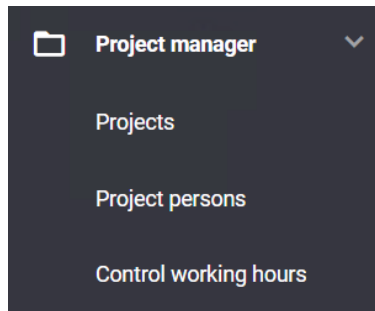 Project manager
Projects
Project persons
Control working hours